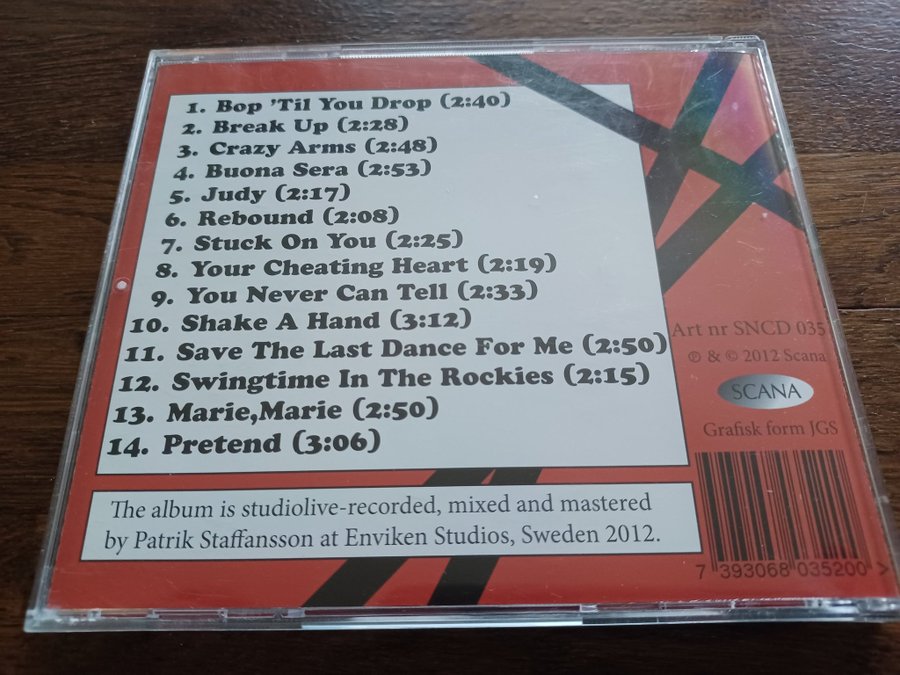 1. Bop 'Til You Drop (2:40)
2. Break Up (2:28)
3. Crazy Arms (2:48)
4. Buona Sera (2:53)
5. Judy (2:17)
6. Rebound (2:08)
7. Stuck On You (2:25)
8. Your Cheating Heart (2:19)
9. You Never Can Tell (2:33)
10. Shake A Hand (3:12)
11. Save The Last Dance For Me (2:50)
12. Swingtime In The Rockies (2:15)
13. Marie,Marie (2:50)
14. Pretend (3:06)
The album is studiolive-recorded, mixed and mastered
by Patrik Staffansson at Enviken Studios, Sweden 2012.
Art nr SNCD 035
℗ & © 2012 Scana
SCANA
Grafisk form JGS
7 393068 035200 >